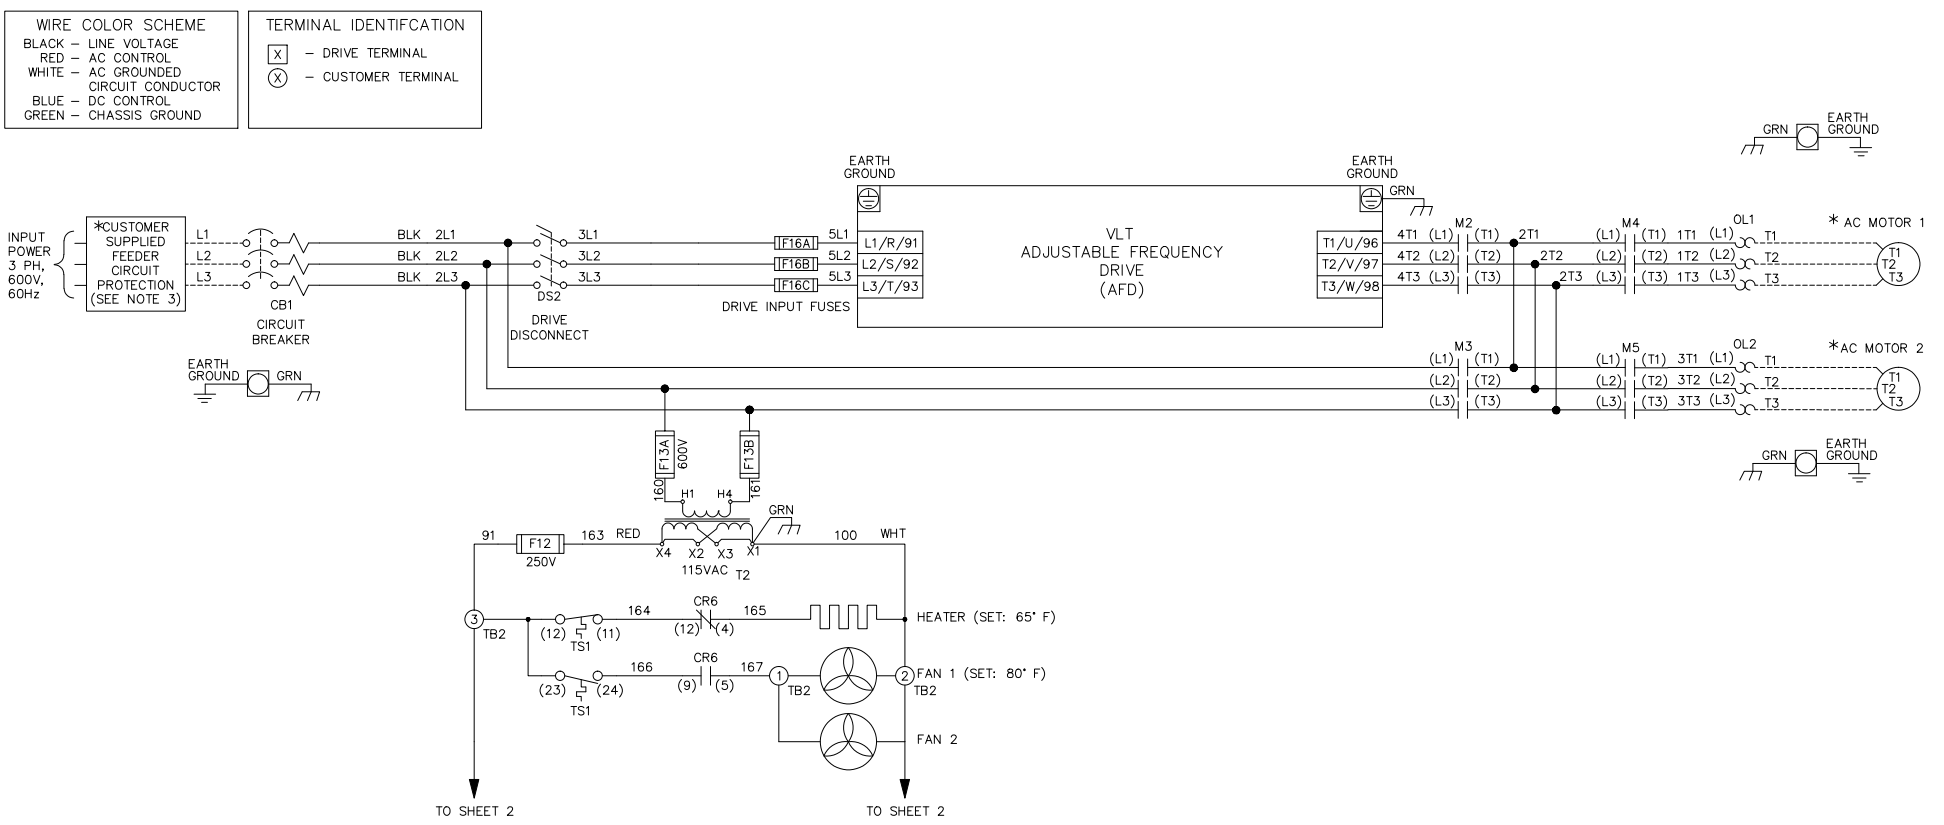 WIRE COLOR SCHEME
BLACK – LINE VOLTAGE
RED – AC CONTROL
WHITE – AC GROUNDED
CIRCUIT CONDUCTOR
BLUE – DC CONTROL
GREEN – CHASSIS GROUND
TERMINAL IDENTIFCATION
X – DRIVE TERMINAL
X – CUSTOMER TERMINAL
GRN
EARTH
GROUND
EARTH
GROUND
EARTH
GROUND
GRN
INPUT
POWER
3 PH,
600V,
60Hz
*CUSTOMER
SUPPLIED
FEEDER
CIRCUIT
PROTECTION
(SEE NOTE 3)
L1
L2
L3
CB1
CIRCUIT
BREAKER
BLK 2L1
BLK 2L2
BLK 2L3
3L1
3L2
3L3
DS2
DRIVE
DISCONNECT
F16A
F16B
F16C
DRIVE INPUT FUSES
5L1
5L2
5L3
L1/R/91
L2/S/92
L3/T/93
VLT
ADJUSTABLE FREQUENCY
DRIVE
(AFD)
T1/U/96
T2/V/97
T3/W/98
M2
4T1 (L1) (T1) 2T1
4T2 (L2) (T2) 2T2
4T3 (L3) (T3) 2T3
M4
(L1) (T1) 1T1 (L1)
(L2) (T2) 1T2 (L2)
(L3) (T3) 1T3 (L3)
OL1
T1
T2
T3
* AC MOTOR 1
T1
T2
T3
EARTH
GROUND
GRN
M3
(L1) (T1)
(L2) (T2)
(L3) (T3)
M5
(L1) (T1) 3T1 (L1)
(L2) (T2) 3T2 (L2)
(L3) (T3) 3T3 (L3)
OL2
T1
T2
T3
*AC MOTOR 2
T1
T2
T3
GRN
EARTH
GROUND
F13A
600V
F13B
160
161
H1 H4
GRN
91
F12
250V
163 RED
X4 X2 X3 X1
115VAC T2
100 WHT
3
TB2
(12) (11)
TS1
164
CR6
(12) (4)
165
HEATER (SET: 65° F)
(23) (24)
TS1
166
CR6
(9) (5)
167
1
TB2
2
TB2
FAN 1 (SET: 80° F)
FAN 2
TO SHEET 2
TO SHEET 2